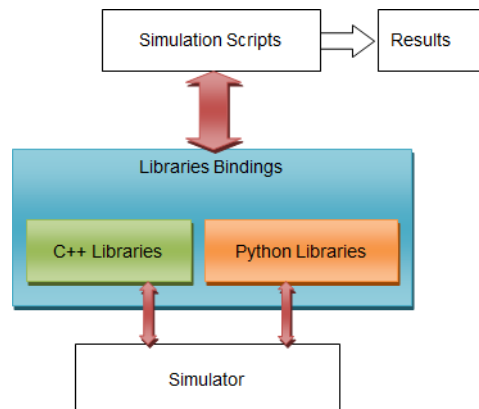 Simulation Scripts
Results
Libraries Bindings
C++ Libraries
Python Libraries
Simulator